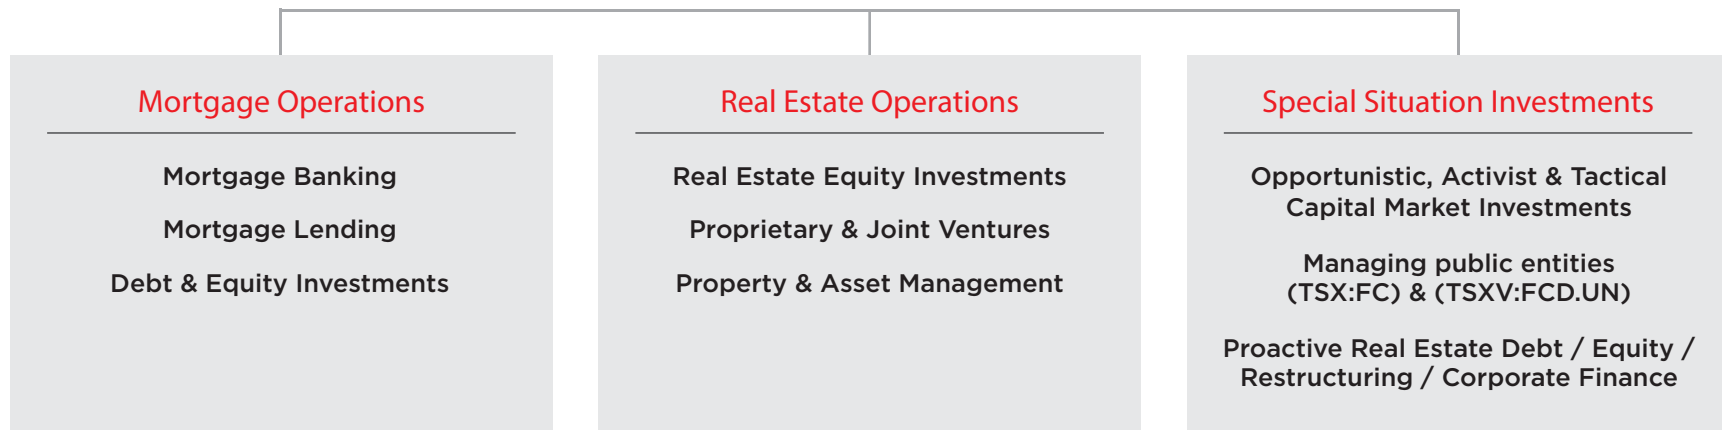 Mortgage Operations
Mortgage Banking
Mortgage Lending
Debt & Equity Investments
Real Estate Operations
Real Estate Equity Investments
Proprietary & Joint Ventures
Property & Asset Management
Special Situation Investments
Opportunistic, Activist & Tactical
Capital Market Investments
Managing public entities
(TSX:FC) & (TSXV:FCD.UN)
Proactive Real Estate Debt / Equity /
Restructuring / Corporate Finance